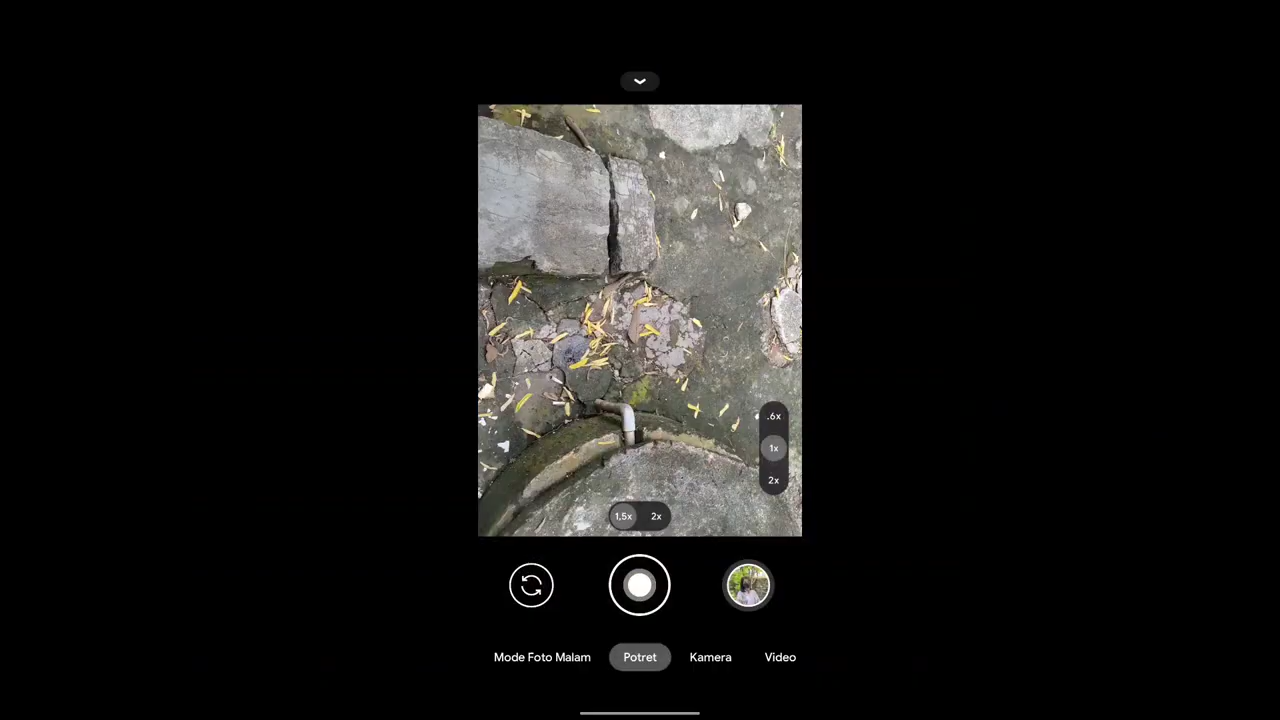 .6x
1x
2x
1,5x 2x
Mode Foto Malam Potret Kamera Video